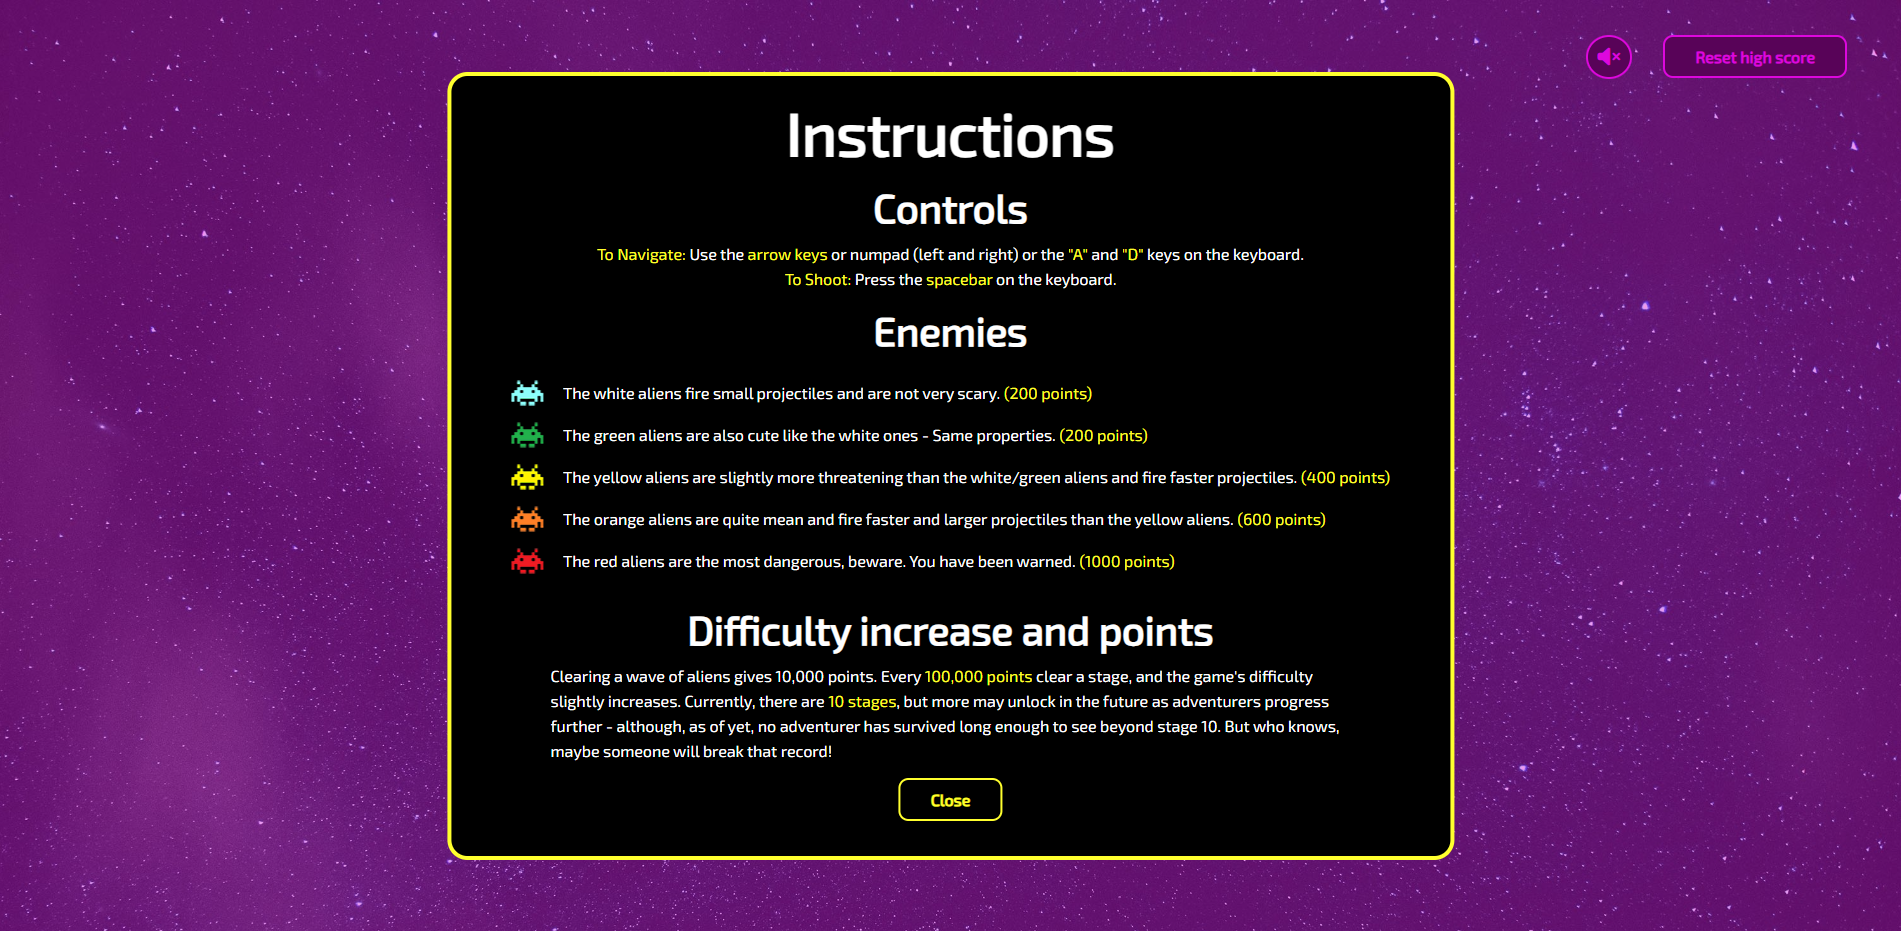 Reset high score
Instructions
Controls
To Navigate: Use the arrow keys or numpad (left and right) or the "A" and "D" keys on the keyboard.
To Shoot: Press the spacebar on the keyboard.
Enemies
The white aliens fire small projectiles and are not very scary. (200 points)
The green aliens are also cute like the white ones - Same properties. (200 points)
The yellow aliens are slightly more threatening than the white/green aliens and fire faster projectiles. (400 points)
The orange aliens are quite mean and fire faster and larger projectiles than the yellow aliens. (600 points)
The red aliens are the most dangerous, beware. You have been warned. (1000 points)
Difficulty increase and points
Clearing a wave of aliens gives 10,000 points. Every 100,000 points clear a stage, and the game's difficulty
slightly increases. Currently, there are 10 stages, but more may unlock in the future as adventurers progress
further - although, as of yet, no adventurer has survived long enough to see beyond stage 10. But who knows,
maybe someone will break that record!
Close